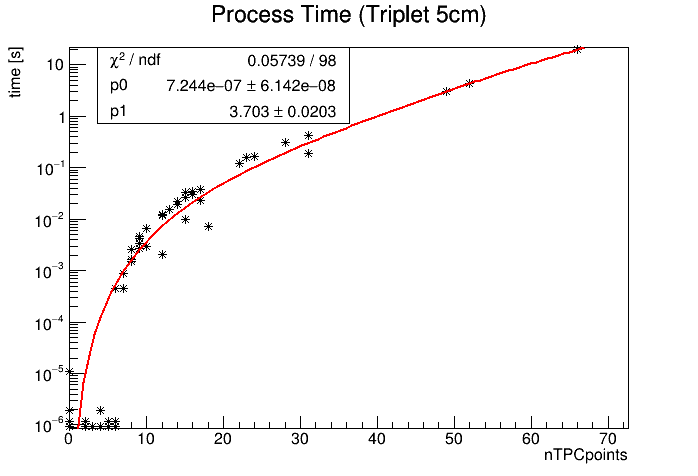 Process Time (Triplet 5cm)
time [s]
χ² / ndf 0.05739 / 98
p0 7.244e−07 ± 6.142e−08
p1 3.703 ± 0.0203
10
1
10⁻¹
10⁻²
10⁻³
10⁻⁴
10⁻⁵
10⁻⁶
0 10 20 30 40 50 60 70
nTPCpoints